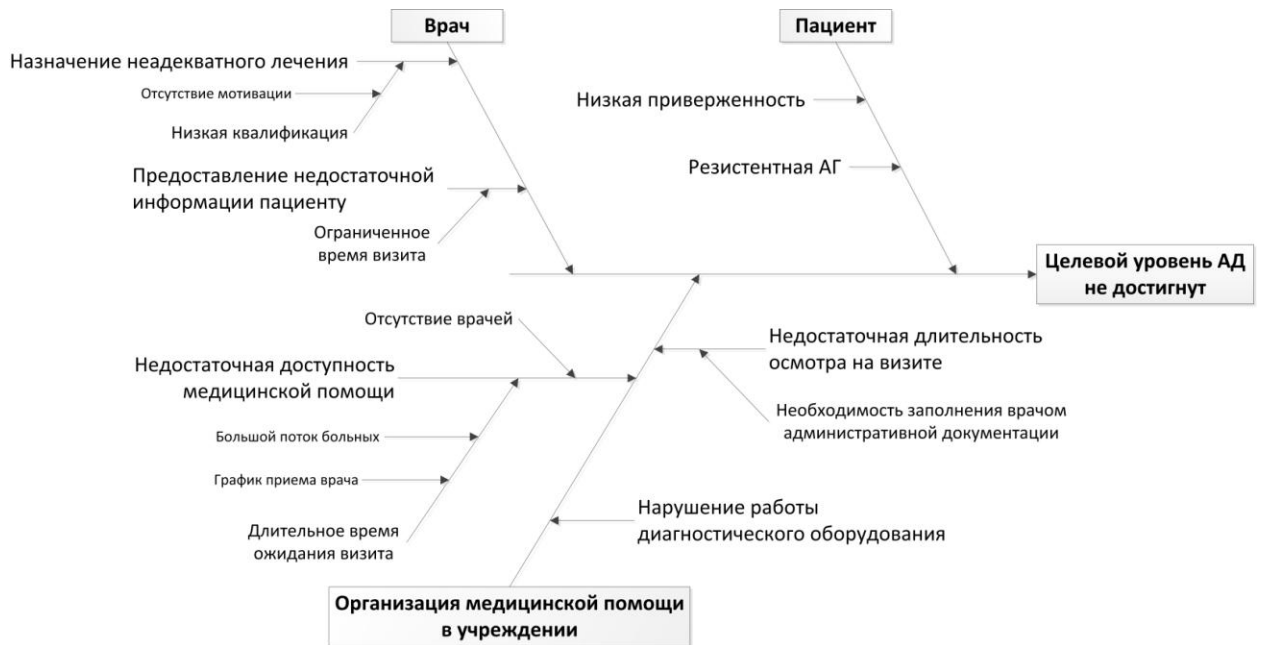 Врач
Пациент
Назначение неадекватного лечения
Отсутствие мотивации
Низкая квалификация
Низкая приверженность
Резистентная АГ
Предоставление недостаточной
информации пациенту
Ограниченное
время визита
Целевой уровень АД
не достигнут
Отсутствие врачей
Недостаточная доступность
медицинской помощи
Большой поток больных
График приема врача
Длительное время
ожидания визита
Недостаточная длительность
осмотра на визите
Необходимость заполнения врачом
административной документации
Нарушение работы
диагностического оборудования
Организация медицинской помощи
в учреждении